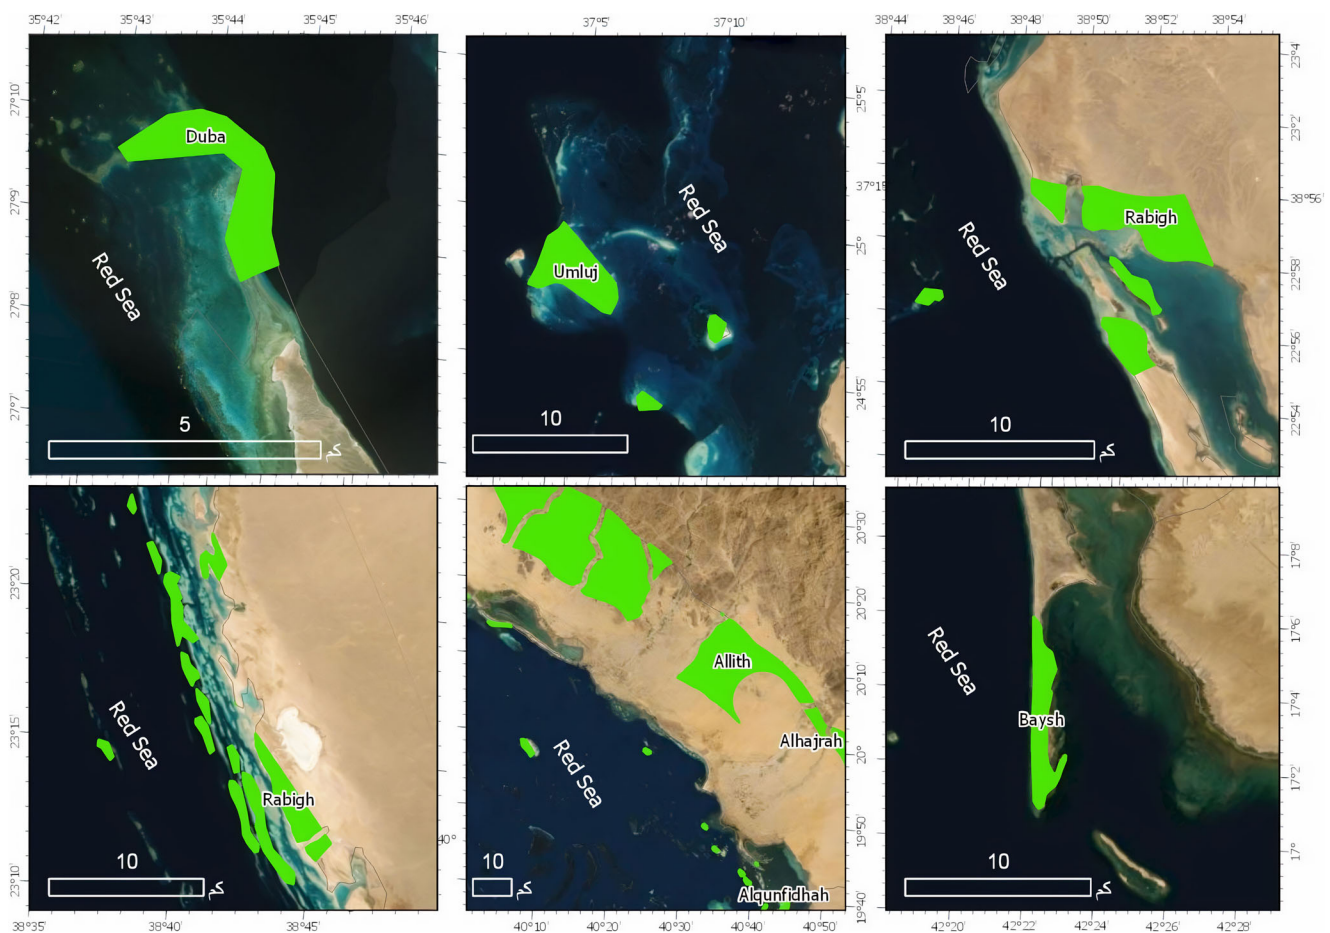 35°42' 35°43' 35°44' 35°45' 35°46'
27°10'
27°9'
27°8'
27°7'
Duba
Red Sea
5
كم
37°5' 37°10'
25°5'
37°15
25°
24°55'
Red Sea
Umluj
10
38°44' 38°46' 38°48' 38°50' 38°52' 38°54'
23°4'
23°2'
38°56'
22°58'
22°56'
22°54'
Rabigh
Red Sea
10
كم
23°20'
23°15'
23°10'
Red Sea
Rabigh
10
كم
38°35' 38°40' 38°45'
40°
20°30'
20°20'
20°10'
20°
19°50'
19°40'
Allith
Alhajrah
Red Sea
10
كم
Alqunfidhah
40°10' 40°20' 40°30' 40°40' 40°50'
17°8'
17°6'
17°4'
17°2'
17°
Red Sea
Baysh
10
كم
42°20' 42°22' 42°24' 42°26' 42°28'